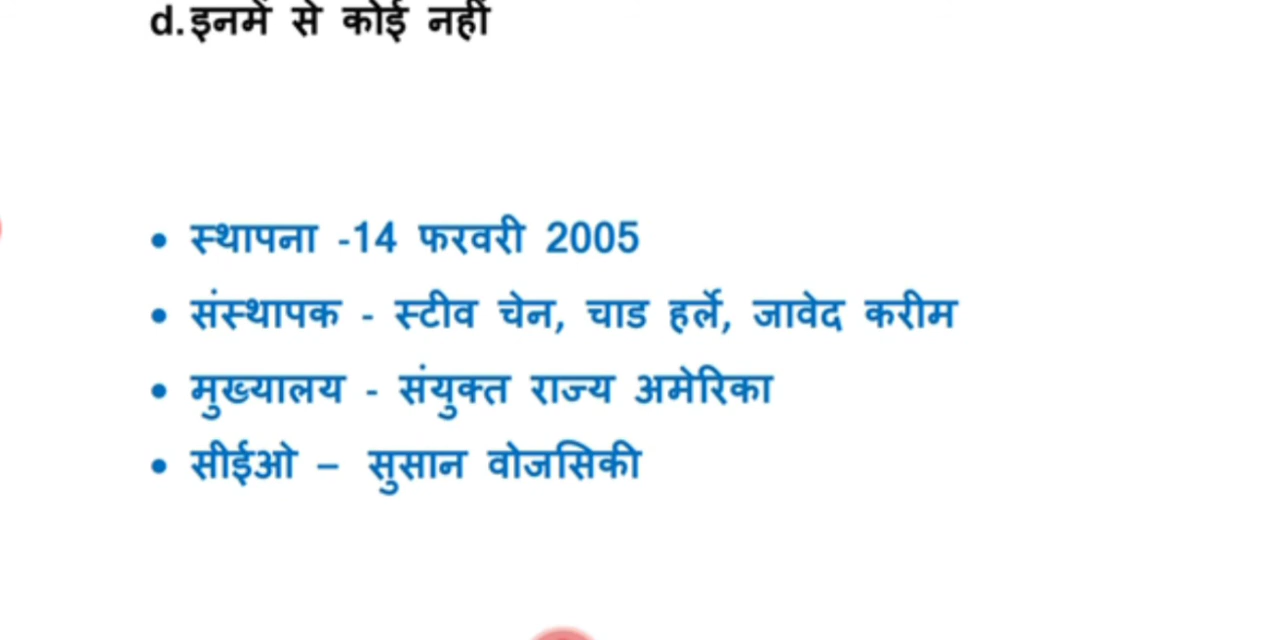 d.इनमें से कोई नहीं
• स्थापना -14 फरवरी 2005
• संस्थापक - स्टीव चेन, चाड हर्ले, जावेद करीम
• मुख्यालय - संयुक्त राज्य अमेरिका
• सीईओ – सुसान वोजसिकी